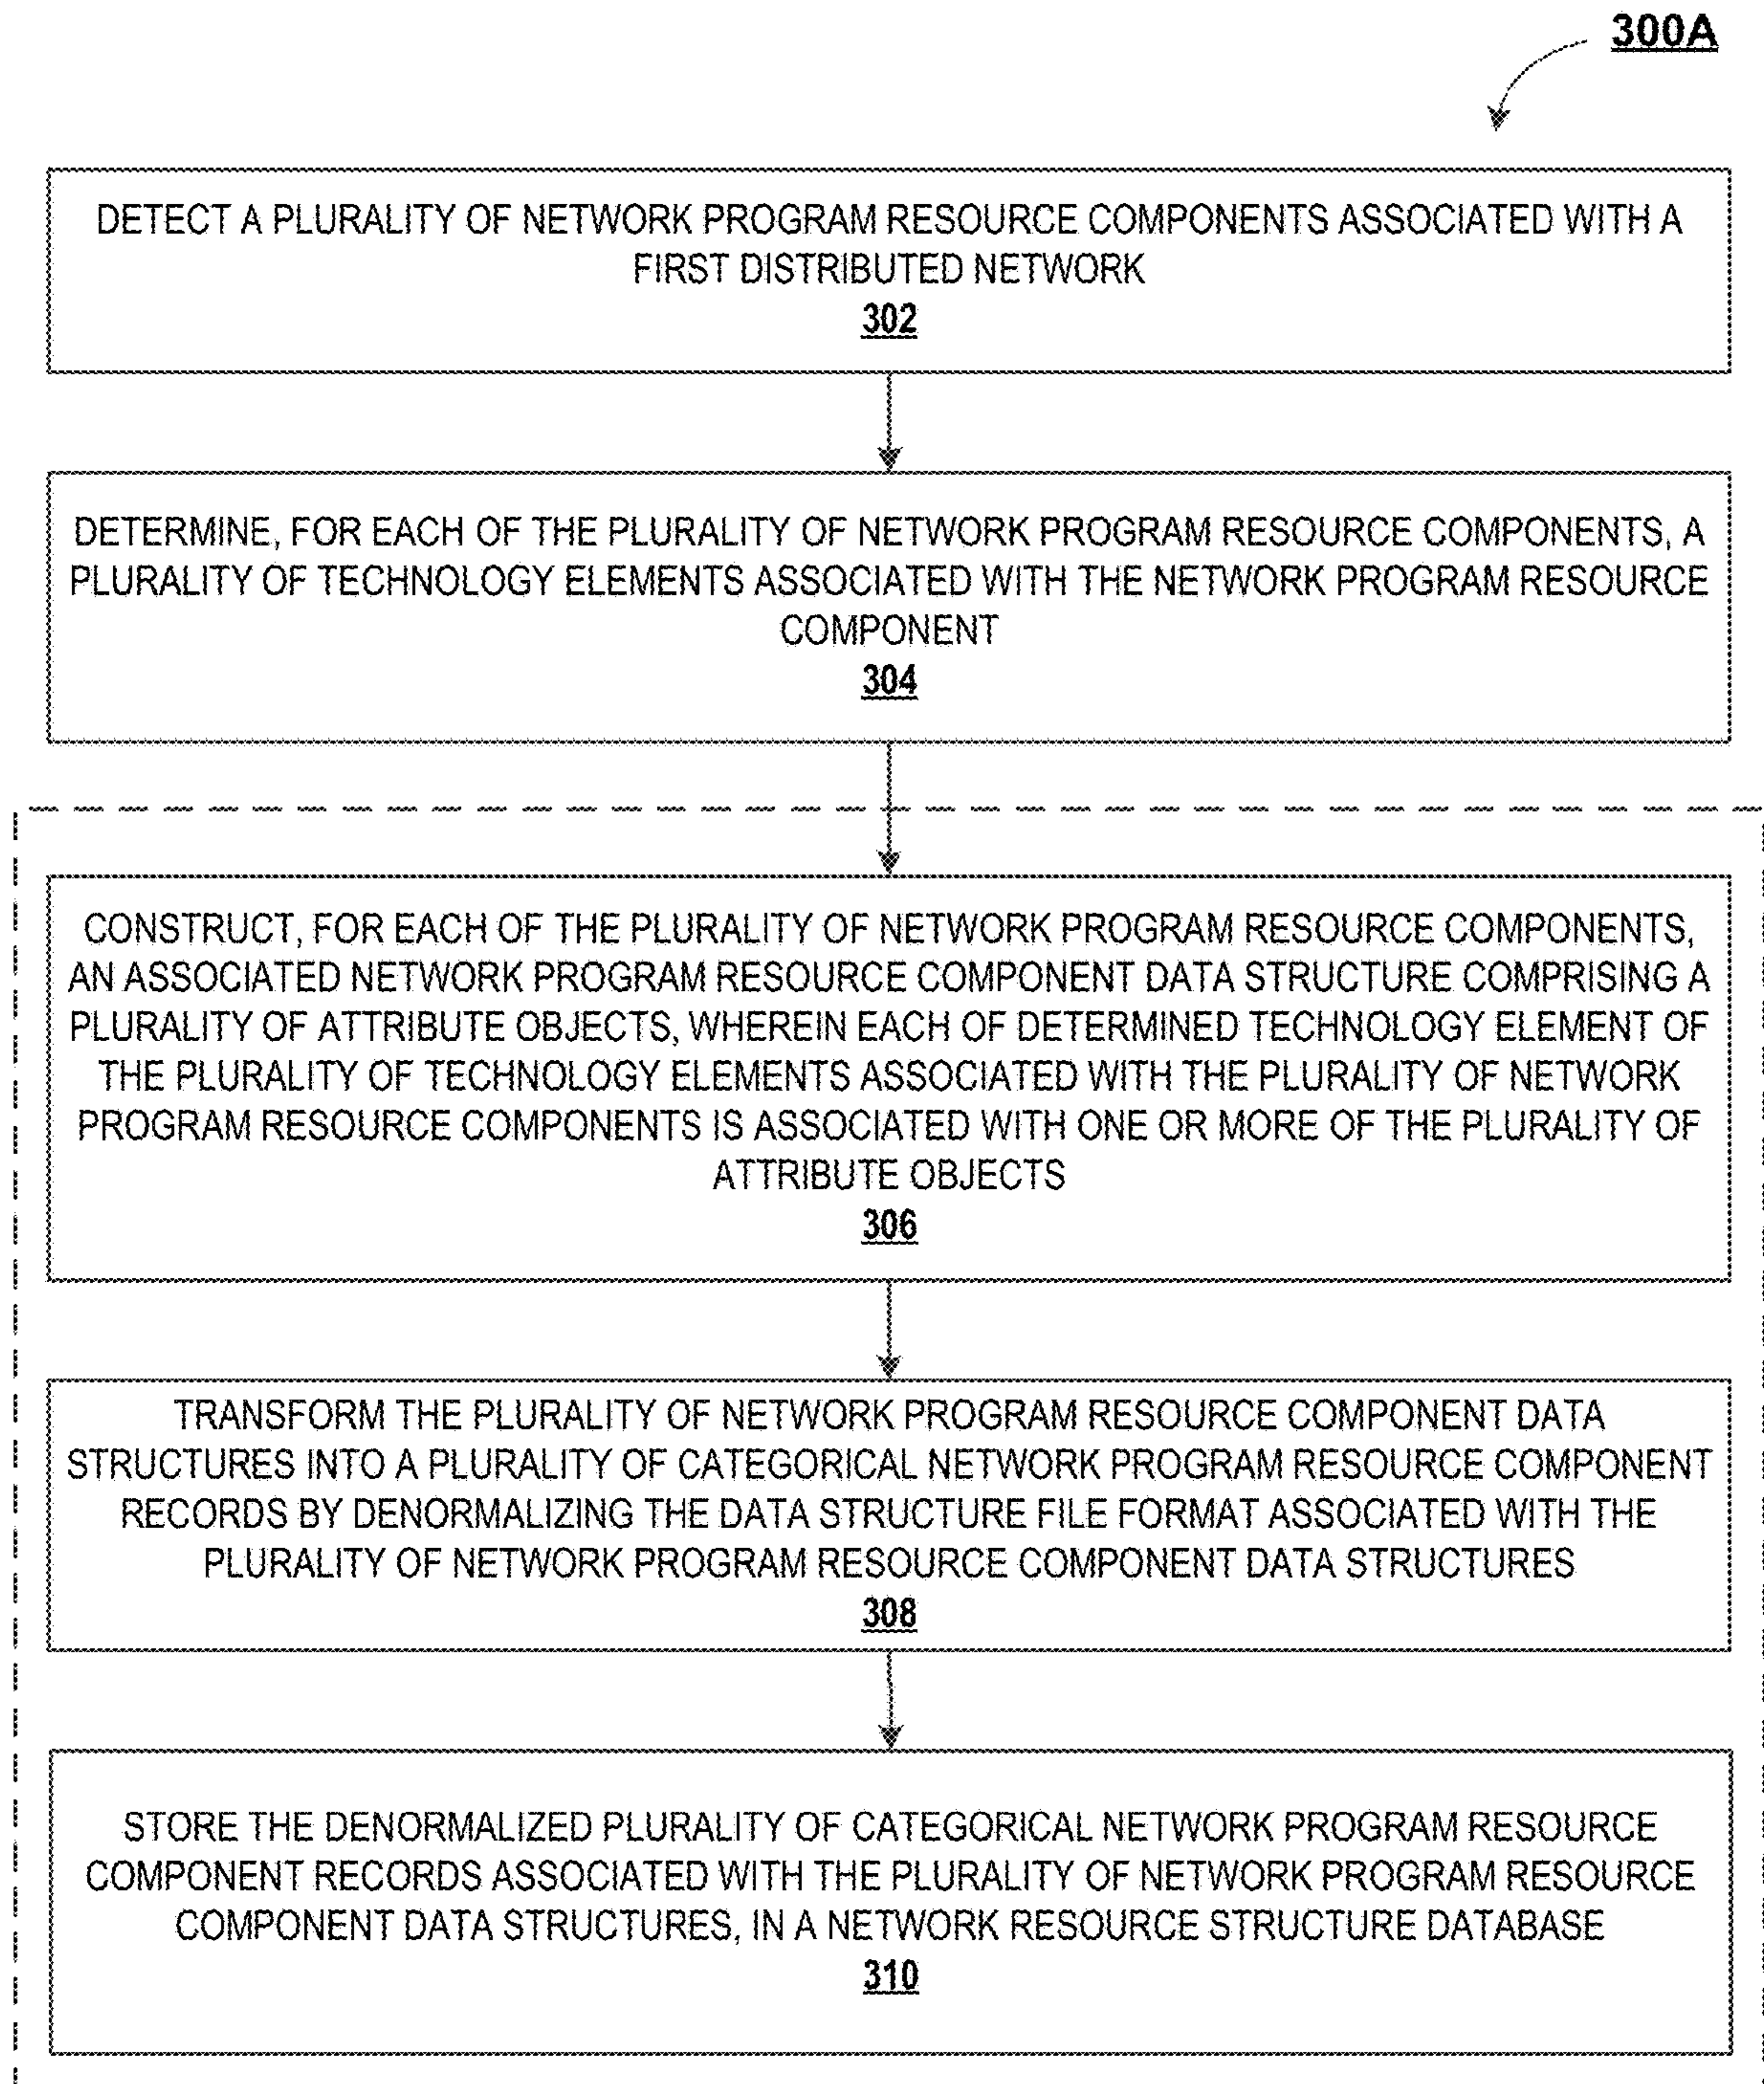 300A
DETECT A PLURALITY OF NETWORK PROGRAM RESOURCE COMPONENTS ASSOCIATED WITH A
FIRST DISTRIBUTED NETWORK
302
DETERMINE, FOR EACH OF THE PLURALITY OF NETWORK PROGRAM RESOURCE COMPONENTS, A
PLURALITY OF TECHNOLOGY ELEMENTS ASSOCIATED WITH THE NETWORK PROGRAM RESOURCE
COMPONENT
304
CONSTRUCT, FOR EACH OF THE PLURALITY OF NETWORK PROGRAM RESOURCE COMPONENTS,
AN ASSOCIATED NETWORK PROGRAM RESOURCE COMPONENT DATA STRUCTURE COMPRISING A
PLURALITY OF ATTRIBUTE OBJECTS, WHEREIN EACH OF DETERMINED TECHNOLOGY ELEMENT OF
THE PLURALITY OF TECHNOLOGY ELEMENTS ASSOCIATED WITH THE PLURALITY OF NETWORK
PROGRAM RESOURCE COMPONENTS IS ASSOCIATED WITH ONE OR MORE OF THE PLURALITY OF
ATTRIBUTE OBJECTS
306
TRANSFORM THE PLURALITY OF NETWORK PROGRAM RESOURCE COMPONENT DATA
STRUCTURES INTO A PLURALITY OF CATEGORICAL NETWORK PROGRAM RESOURCE COMPONENT
RECORDS BY DENORMALIZING THE DATA STRUCTURE FILE FORMAT ASSOCIATED WITH THE
PLURALITY OF NETWORK PROGRAM RESOURCE COMPONENT DATA STRUCTURES
308
STORE THE DENORMALIZED PLURALITY OF CATEGORICAL NETWORK PROGRAM RESOURCE
COMPONENT RECORDS ASSOCIATED WITH THE PLURALITY OF NETWORK PROGRAM RESOURCE
COMPONENT DATA STRUCTURES, IN A NETWORK RESOURCE STRUCTURE DATABASE
310